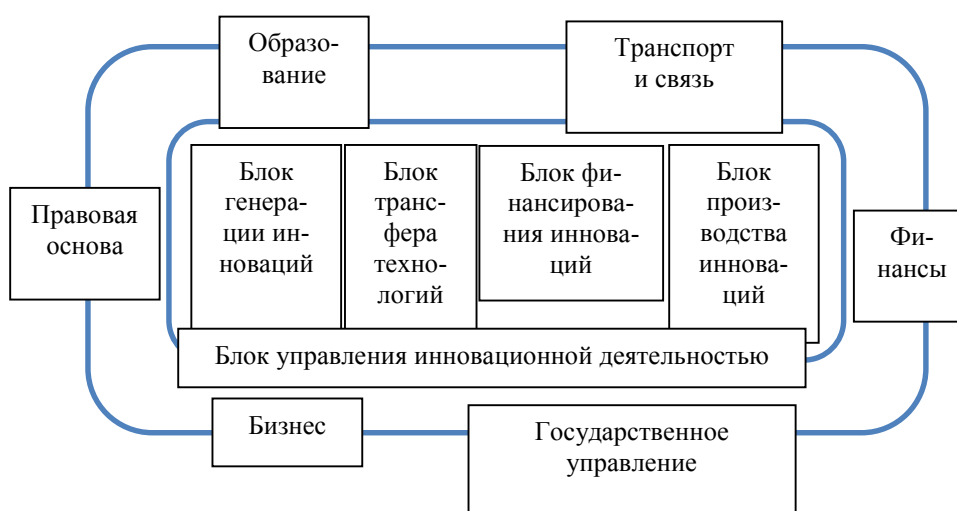 Образо-
вание
Транспорт
и связь
Блок
генера-
ции ин-
новаций
Блок
транс-
фера
техно-
логий
Блок фи-
нансирова-
ния иннова-
ций
Блок
произ-
водства
иннова-
ций
Правовая
основа
Фи-
нансы
Блок управления инновационной деятельностью
Бизнес
Государственное
управление